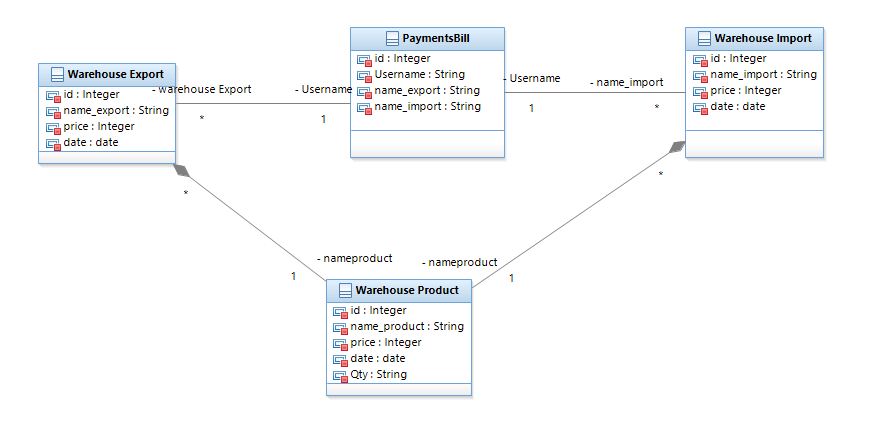 PaymentsBill
id : Integer
Username : String
name_export : String
name_import : String
Warehouse Import
id : Integer
name_import : String
price : Integer
date : date
Warehouse Export
id : Integer
name_export : String
price : Integer
date : date
- warehouse Export
*
- Username
1
- Username
1
- name_import
*
*
*
- nameproduct
1
- nameproduct
1
Warehouse Product
id : Integer
name_product : String
price : Integer
date : date
Qty : String